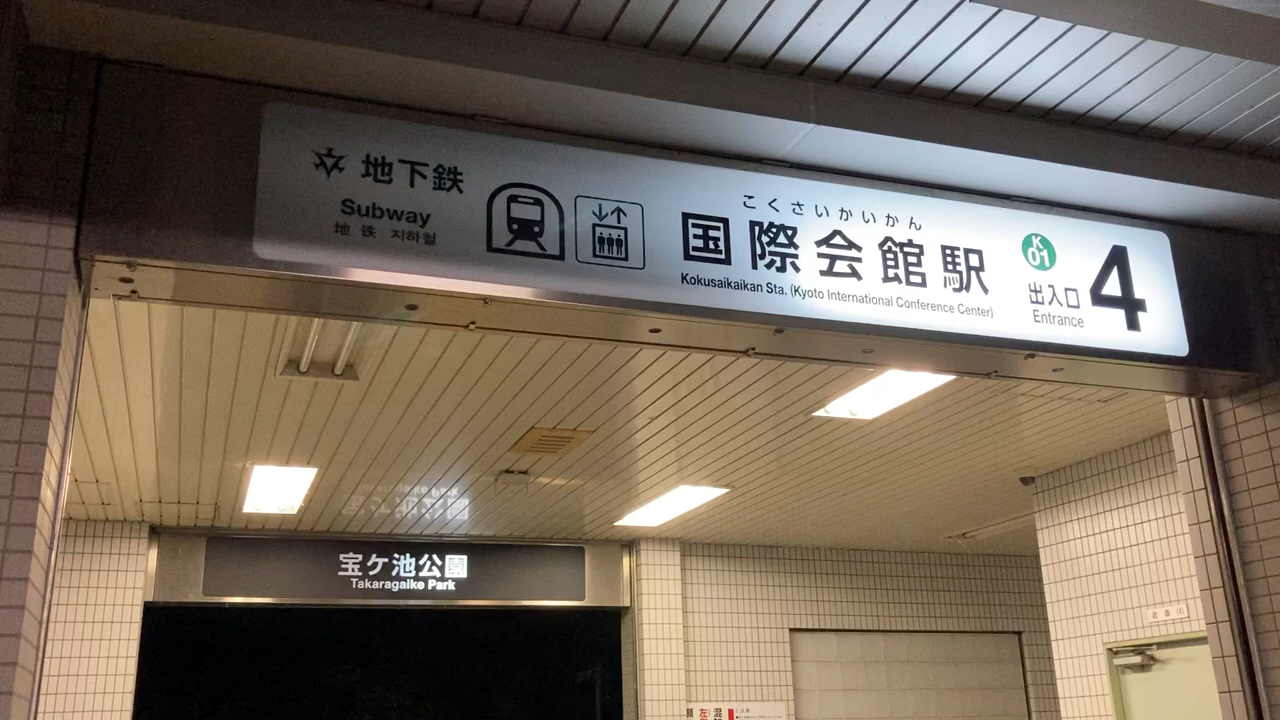 地下鉄
Subway
地铁 지하철
こくさいかいかん
国際会館駅
Kokusaikaikan Sta. (Kyoto International Conference Center)
K
01
出入口
Entrance
4
宝ケ池公園
Takaragaike Park